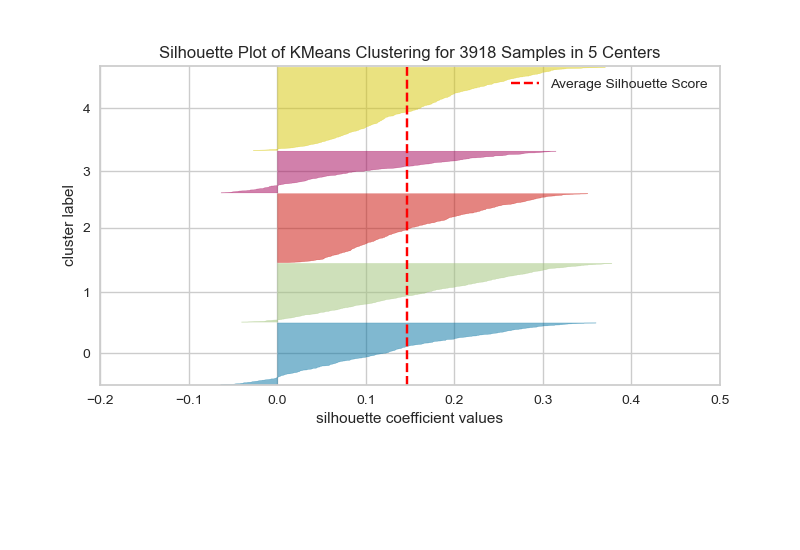 Silhouette Plot of KMeans Clustering for 3918 Samples in 5 Centers
Average Silhouette Score
cluster label
4
3
2
1
0
−0.2 −0.1 0.0 0.1 0.2 0.3 0.4 0.5
silhouette coefficient values